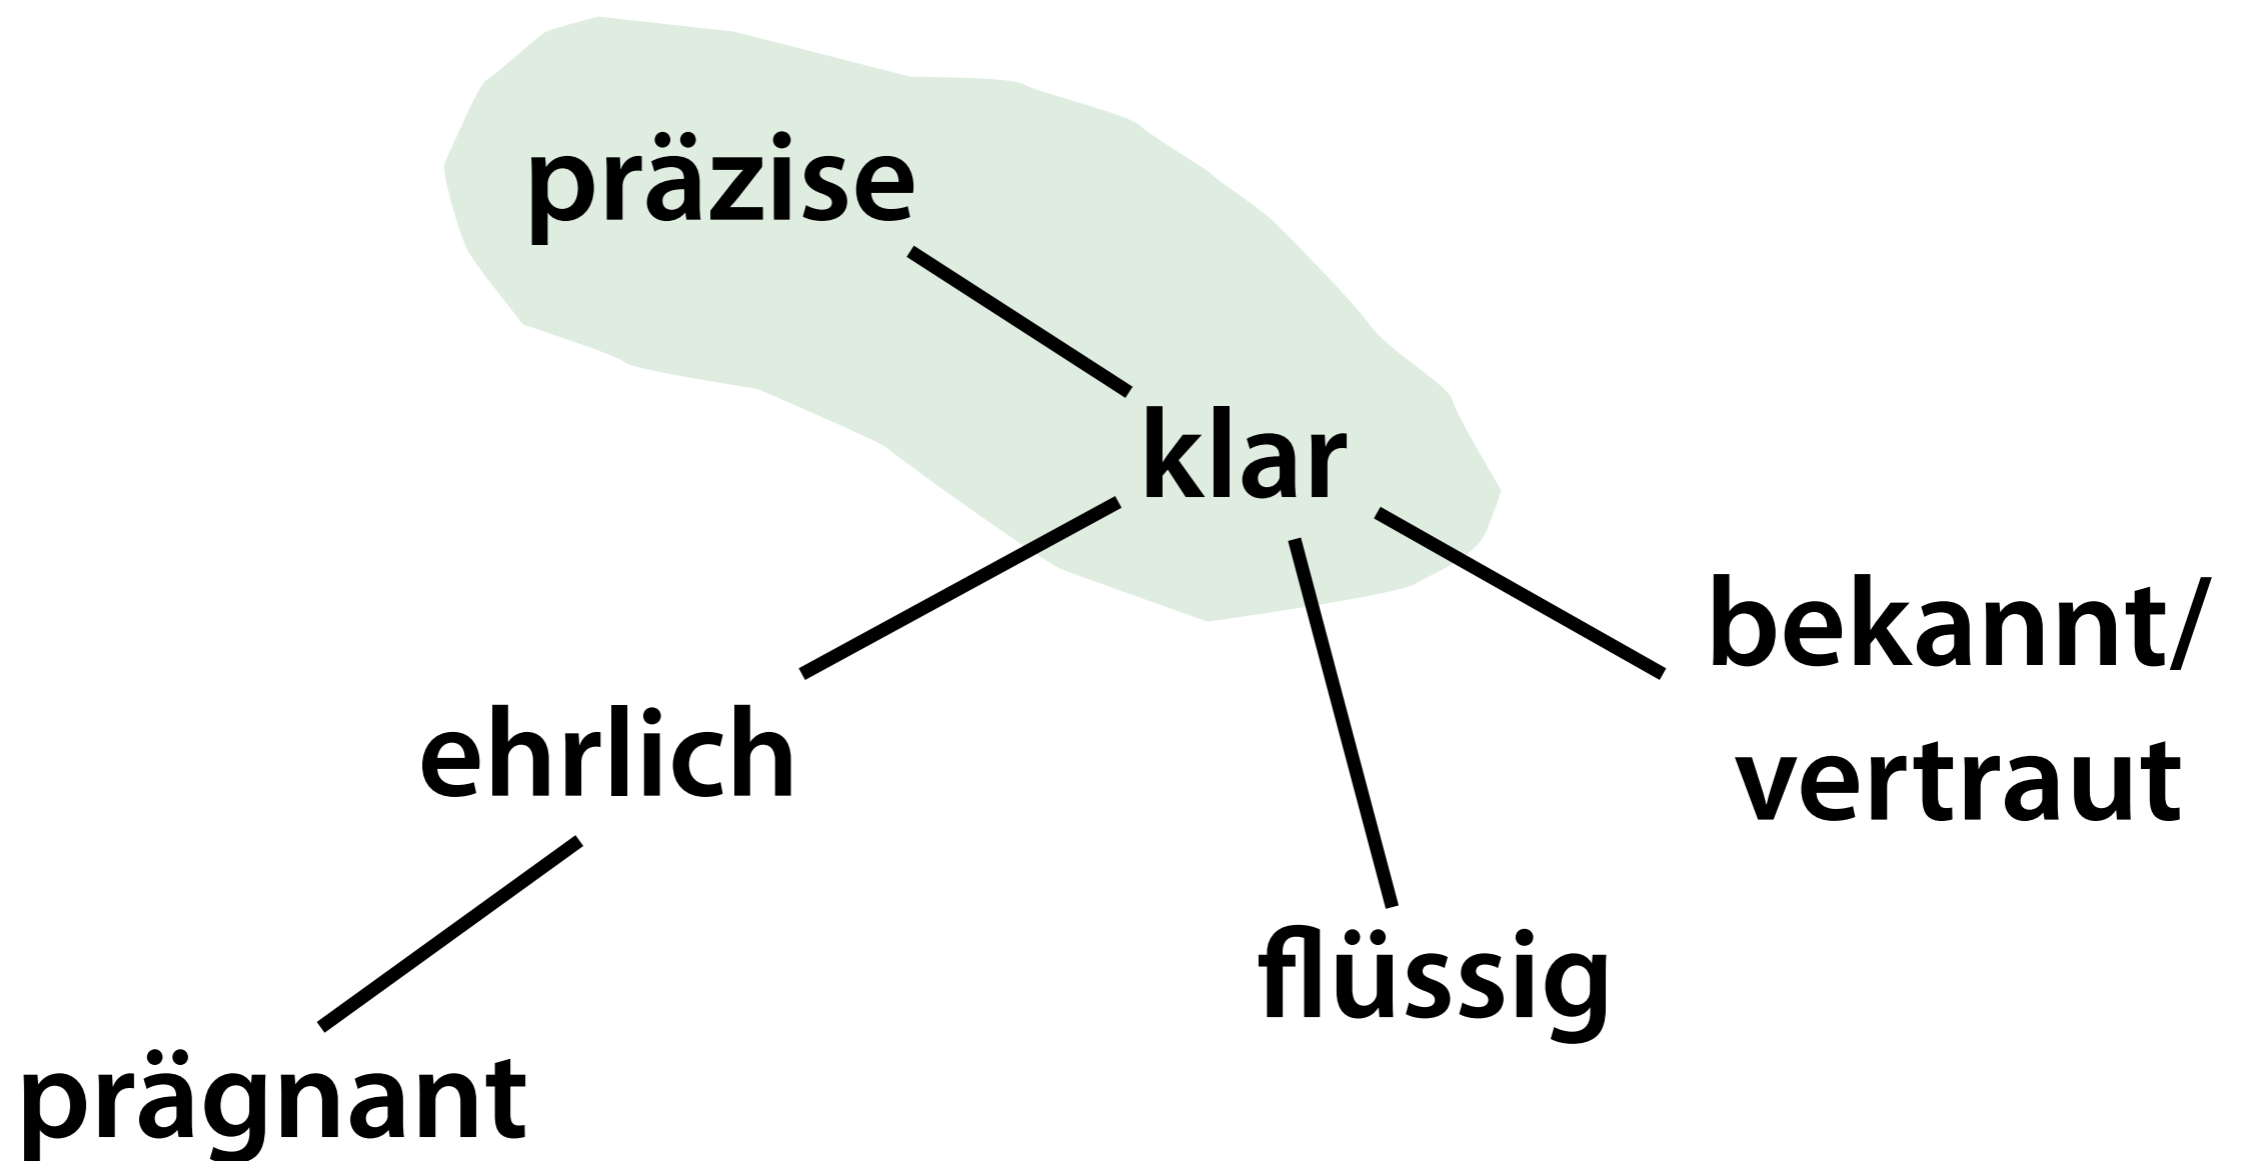 präzise
klar
bekannt/
vertraut
ehrlich
flüssig
prägnant